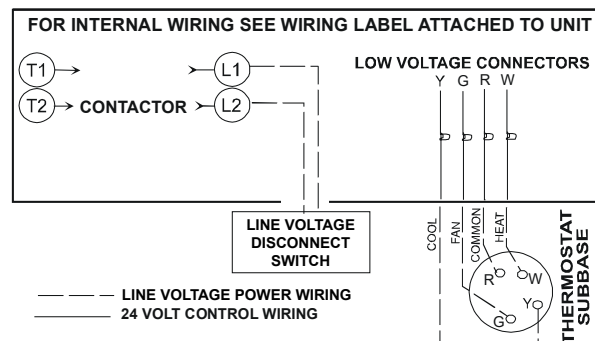 FOR INTERNAL WIRING SEE WIRING LABEL ATTACHED TO UNIT
T1
L1
T2
CONTACTOR
L2
LOW VOLTAGE CONNECTORS
Y G R W
LINE VOLTAGE
DISCONNECT
SWITCH
COOL
FAN
COMMON
HEAT
R
W
Y
G
THERMOSTAT
SUBBASE
LINE VOLTAGE POWER WIRING
24 VOLT CONTROL WIRING